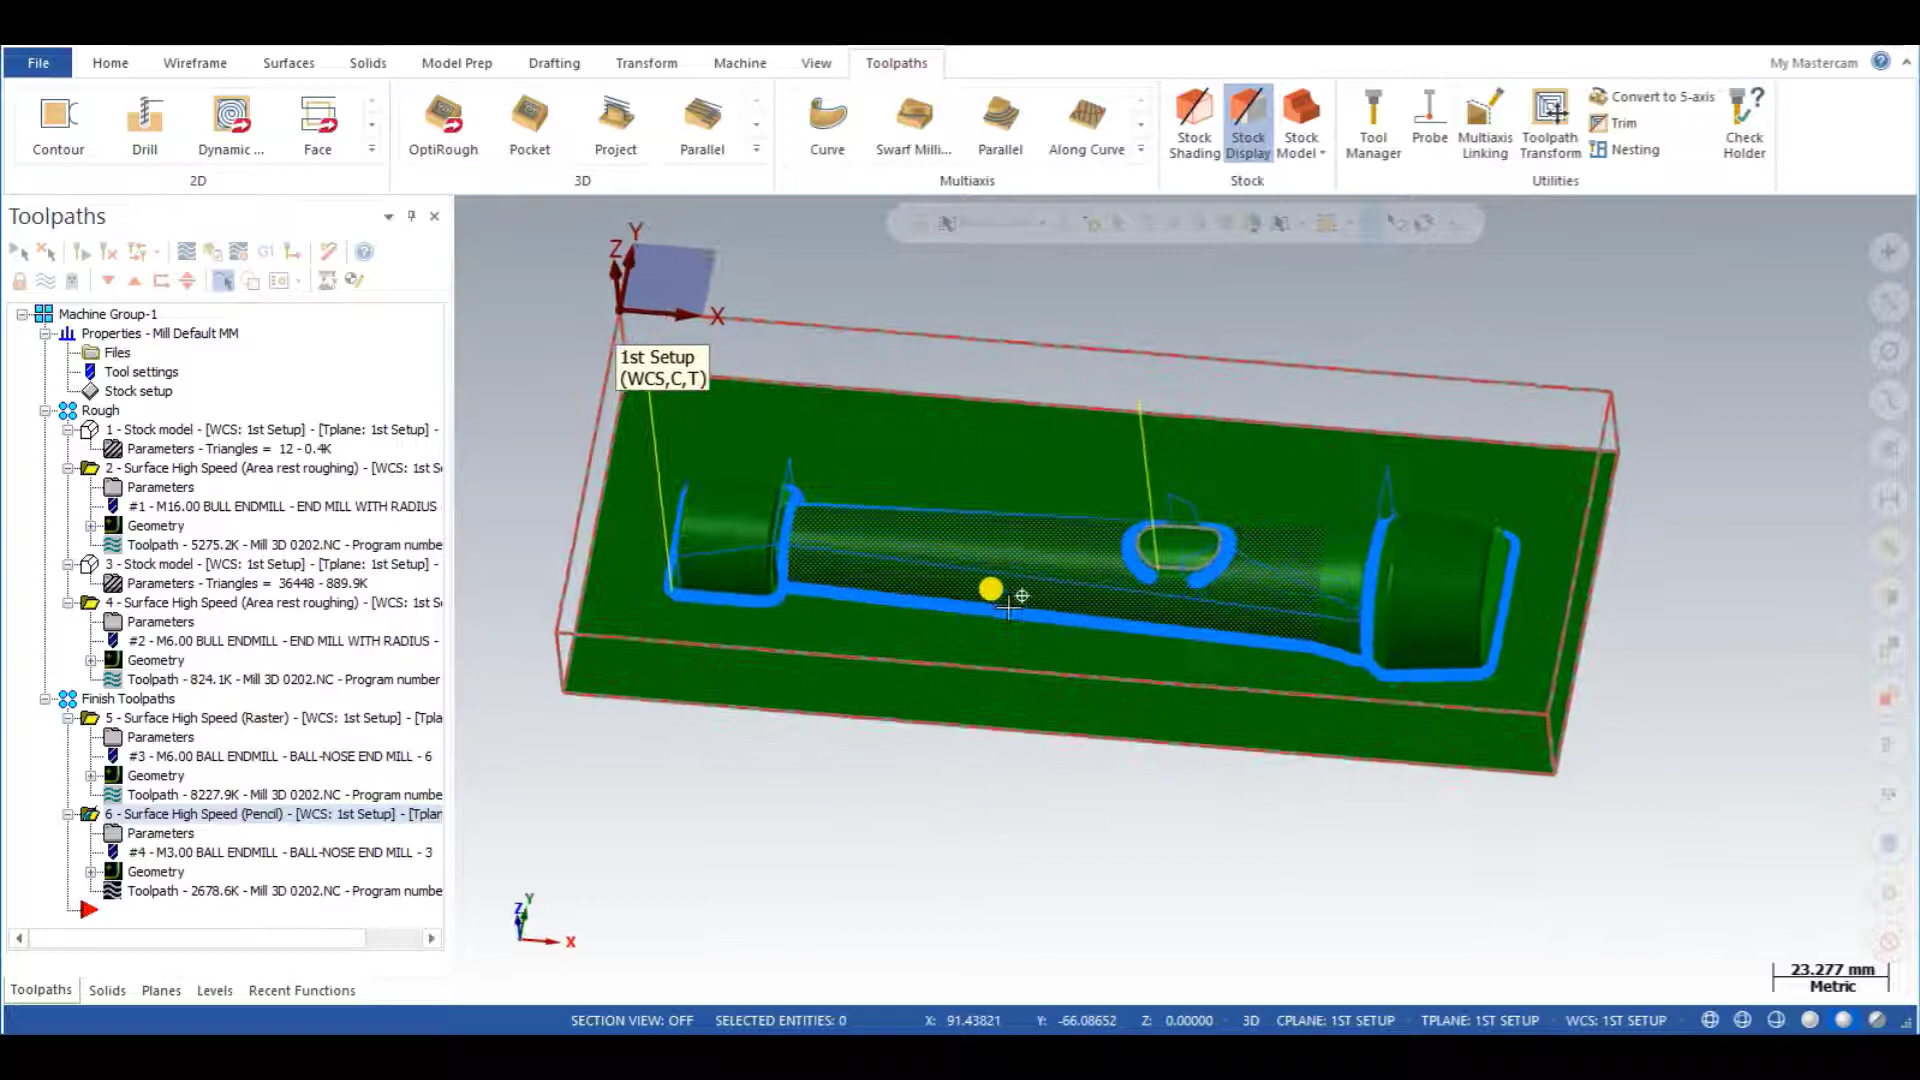 File Home Wireframe Surfaces Solids Model Prep Drafting Transform Machine View Toolpaths My Mastercam
Contour Drill Dynamic ... Face
2D
OptiRough Pocket Project Parallel
3D
Curve Swarf Milli... Parallel Along Curve
Multiaxis
Stock Shading Stock Display Stock Model
Stock
Tool Manager Probe Multiaxis Linking Toolpath Transform
Convert to 5-axis
Trim
Nesting
Check Holder
Utilities
Toolpaths
G1
Machine Group-1
Properties - Mill Default MM
Files
Tool settings
Stock setup
Rough
1 - Stock model - [WCS: 1st Setup] - [Tplane: 1st Setup] -
Parameters - Triangles = 12 - 0.4K
2 - Surface High Speed (Area rest roughing) - [WCS: 1st S
Parameters
#1 - M16.00 BULL ENDMILL - END MILL WITH RADIUS
Geometry
Toolpath - 5275.2K - Mill 3D 0202.NC - Program numbe
3 - Stock model - [WCS: 1st Setup] - [Tplane: 1st Setup] -
Parameters - Triangles = 36448 - 889.9K
4 - Surface High Speed (Area rest roughing) - [WCS: 1st S
Parameters
#2 - M6.00 BULL ENDMILL - END MILL WITH RADIUS -
Geometry
Toolpath - 824.1K - Mill 3D 0202.NC - Program number
Finish Toolpaths
5 - Surface High Speed (Raster) - [WCS: 1st Setup] - [Tpla
Parameters
#3 - M6.00 BALL ENDMILL - BALL-NOSE END MILL - 6
Geometry
Toolpath - 8227.9K - Mill 3D 0202.NC - Program numbe
6 - Surface High Speed (Pencil) - [WCS: 1st Setup] - [Tplan
Parameters
#4 - M3.00 BALL ENDMILL - BALL-NOSE END MILL - 3
Geometry
Toolpath - 2678.6K - Mill 3D 0202.NC - Program numbe
Toolpaths Solids Planes Levels Recent Functions
Y
Z
X
1st Setup
(WCS,C,T)
Y
Z
X
23.277 mm
Metric
SECTION VIEW: OFF SELECTED ENTITIES: 0 X: 91.43821 Y: -66.08652 Z: 0.00000 3D CPLANE: 1ST SETUP TPLANE: 1ST SETUP WCS: 1ST SETUP